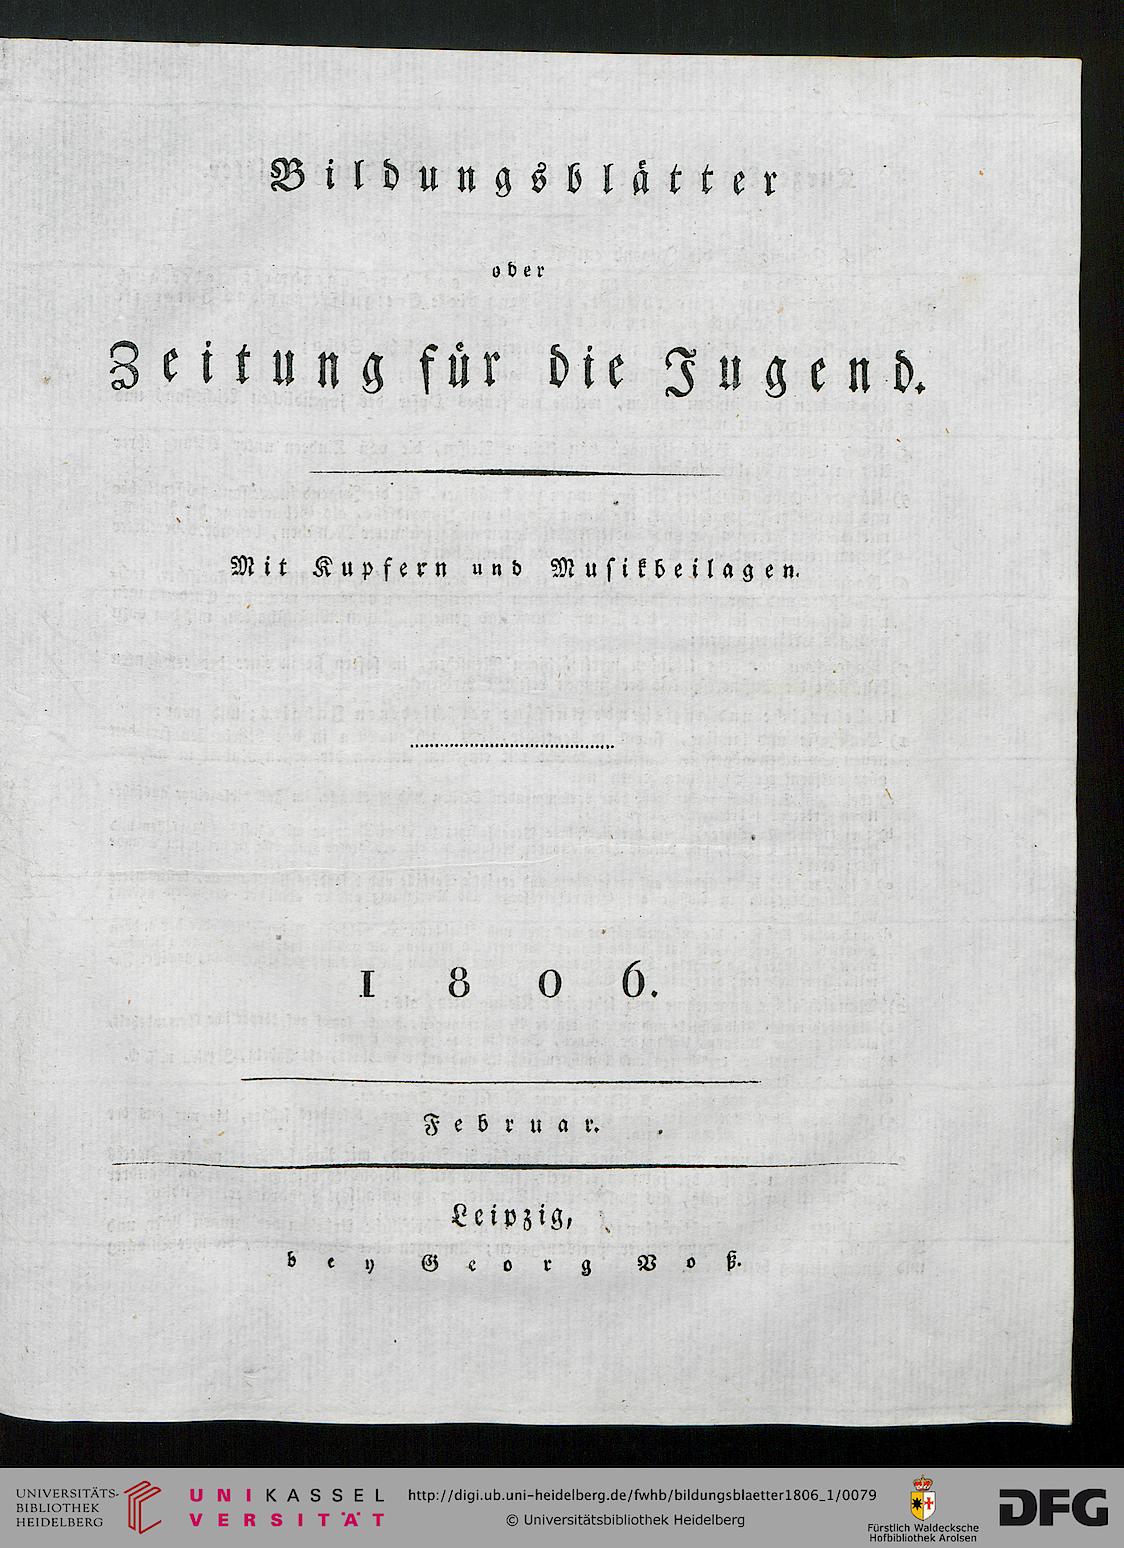 Bildungsblätter
oder
Zeitung für die Jugend.
Mit Kupfern und Musikbeilagen.
1806.
Februar.
Leipzig,
bey Georg Voß.
UNIVERSITÄTS-
BIBLIOTHEK
HEIDELBERG
UNIKASSEL
VERSITÄT
http://digi.ub.uni-heidelberg.de/fwhb/bildungsblaetter1806_1/0079
© Universitätsbibliothek Heidelberg
Fürstlich Waldecksche
Hofbibliothek Arolsen
DFG